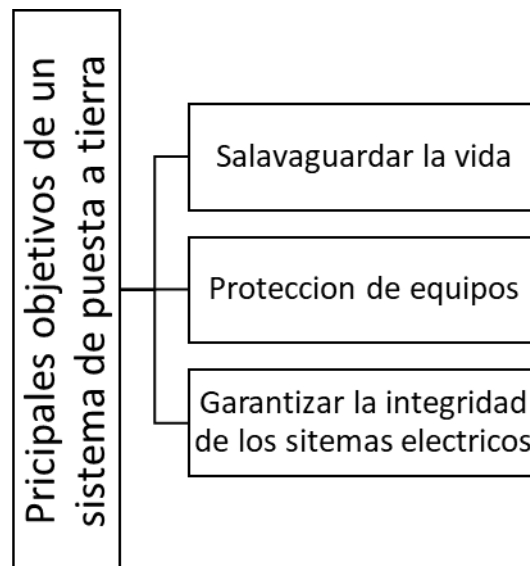 Pricipales objetivos de un
sistema de puesta a tierra
Salavaguardar la vida
Proteccion de equipos
Garantizar la integridad
de los sitemas electricos